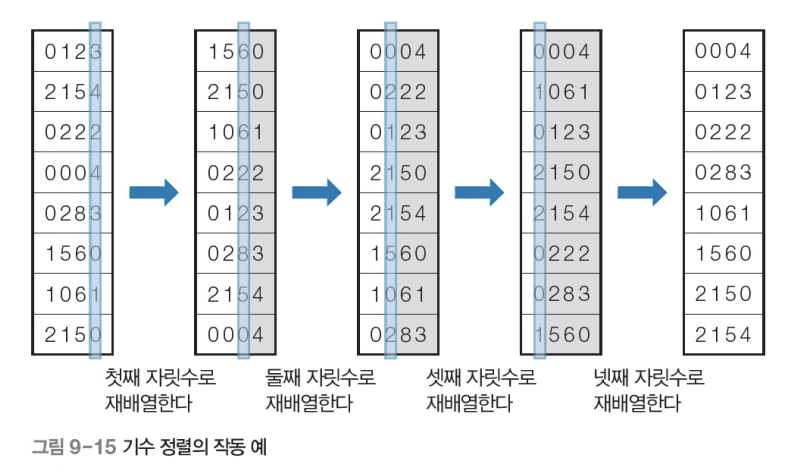 0123 1560 0004 0004 0004
2154 2150 0222 1061 0123
0222 1061 0123 0123 0222
0004 0222 2150 2150 0283
0283 0123 2154 2154 1061
1560 0283 1560 0222 1560
1061 2154 1061 0283 2150
2150 0004 0283 1560 2154
첫째 자릿수로 둘째 자릿수로 셋째 자릿수로 넷째 자릿수로
재배열한다 재배열한다 재배열한다 재배열한다
그림 9-15 기수 정렬의 작동 예